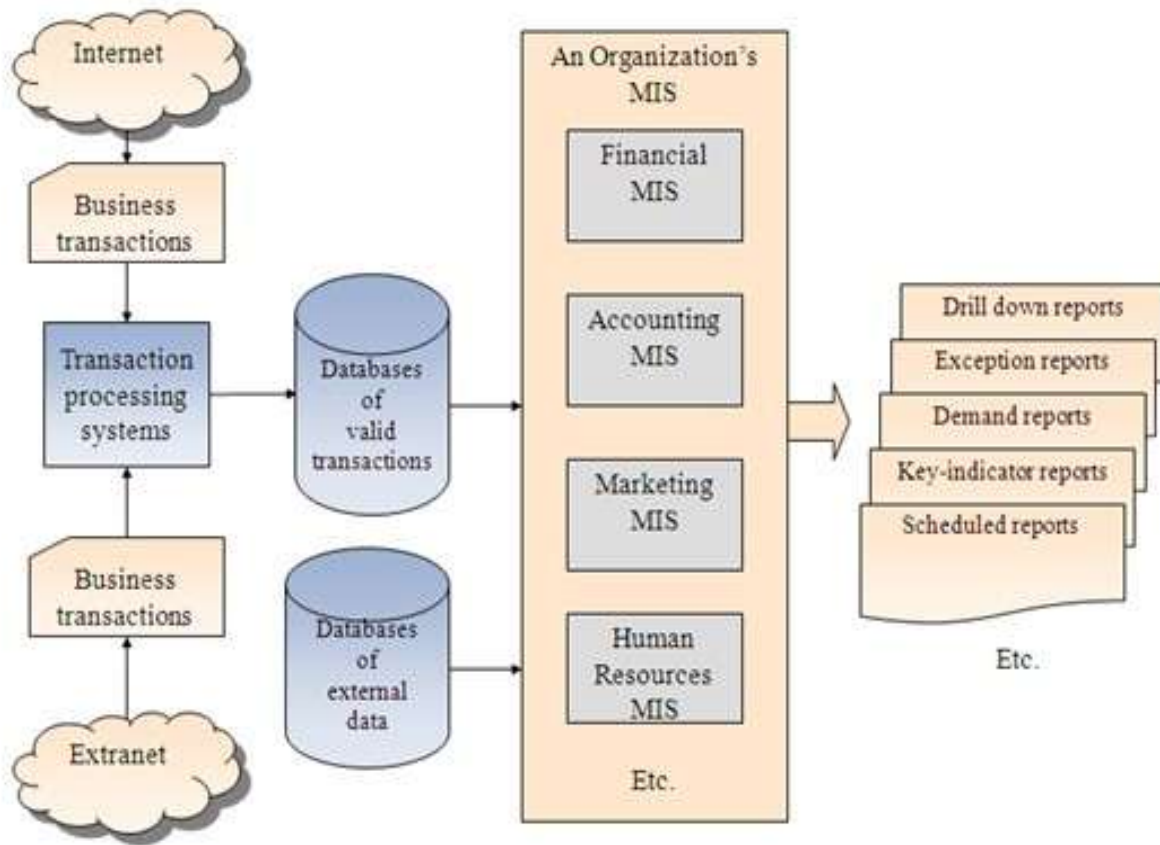 Internet
Business
transactions
Transaction
processing
systems
Business
transactions
Extranet
Databases
of
valid
transactions
Databases
of
external
data
An Organization's
MIS
Financial
MIS
Accounting
MIS
Marketing
MIS
Human
Resources
MIS
Etc.
Drill down reports
Exception reports
Demand reports
Key-indicator reports
Scheduled reports
Etc.